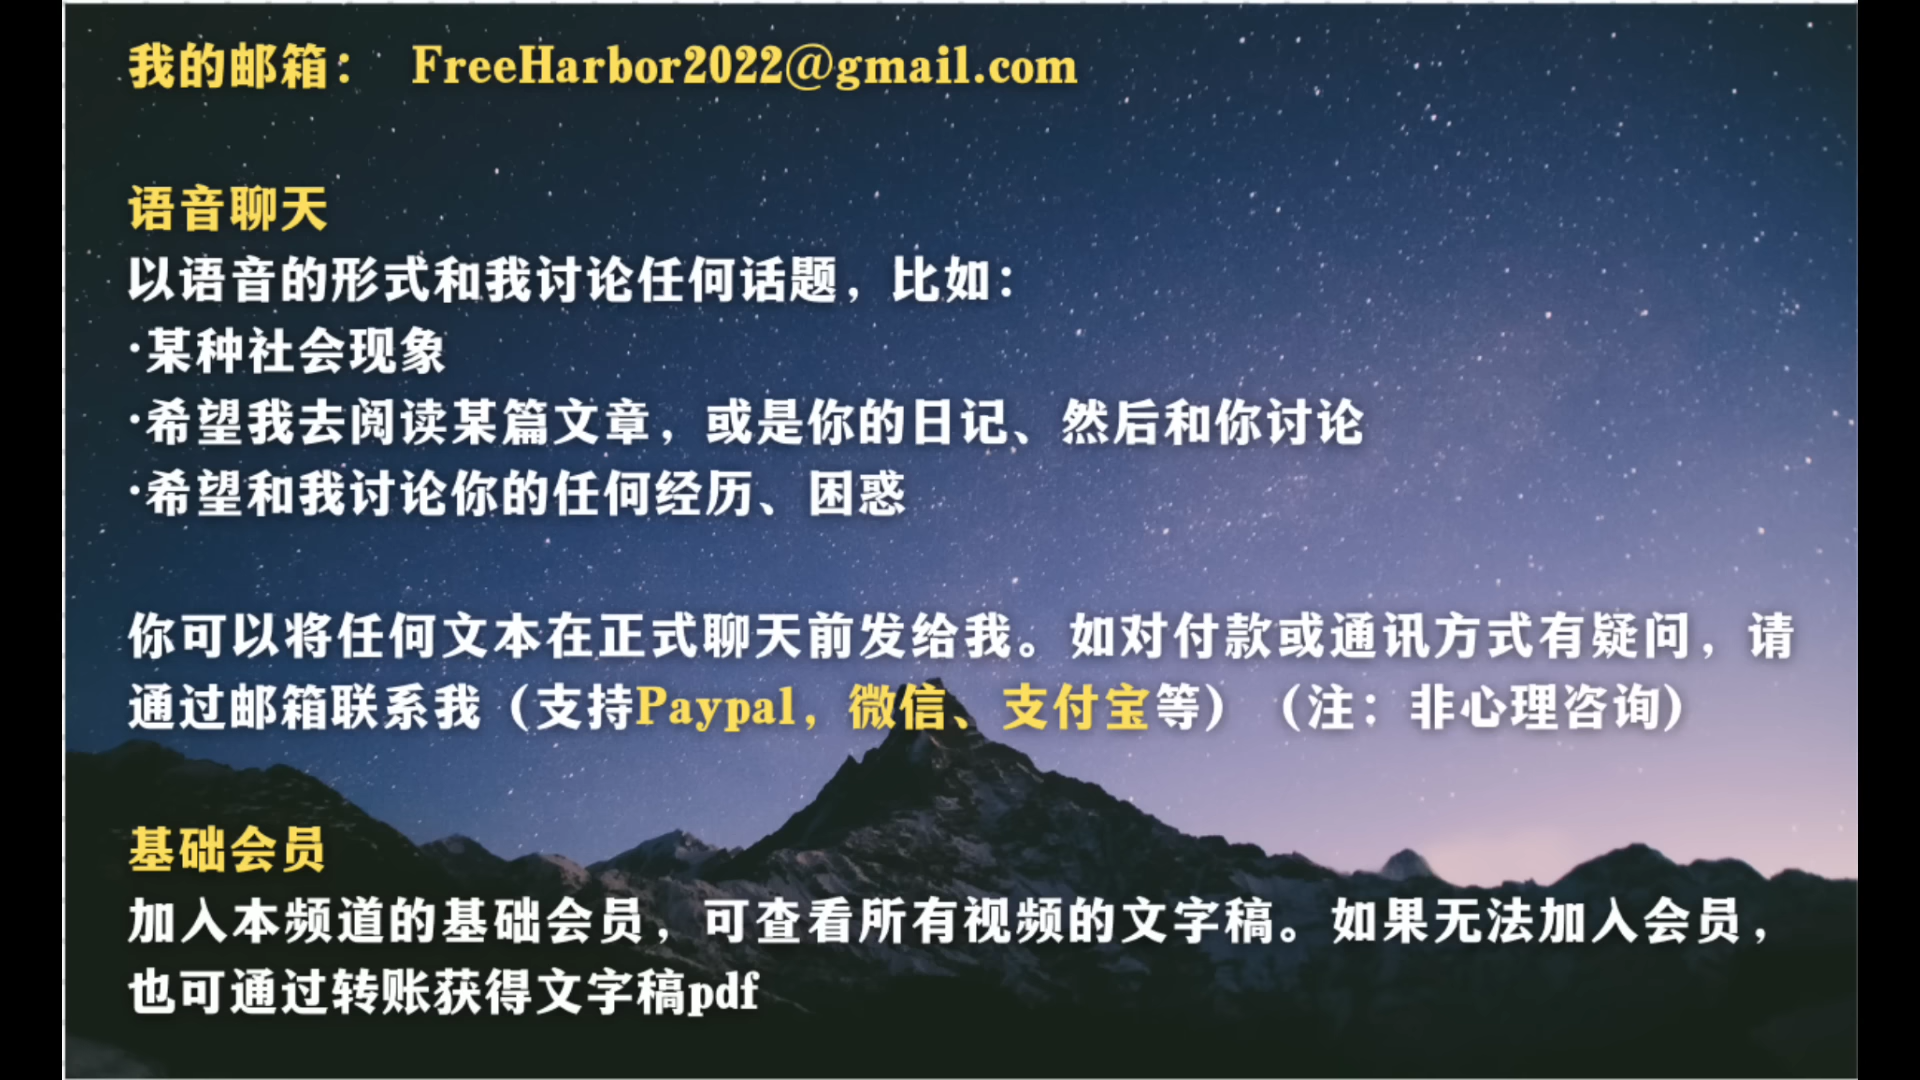 我的邮箱： FreeHarbor2022@gmail.com
语音聊天
以语音的形式和我讨论任何话题，比如：
·某种社会现象
·希望我去阅读某篇文章，或是你的日记、然后和你讨论
·希望和我讨论你的任何经历、困惑
你可以将任何文本在正式聊天前发给我。如对付款或通讯方式有疑问，请
通过邮箱联系我（支持Paypal，微信、支付宝等）（注：非心理咨询）
基础会员
加入本频道的基础会员，可查看所有视频的文字稿。如果无法加入会员，
也可通过转账获得文字稿pdf